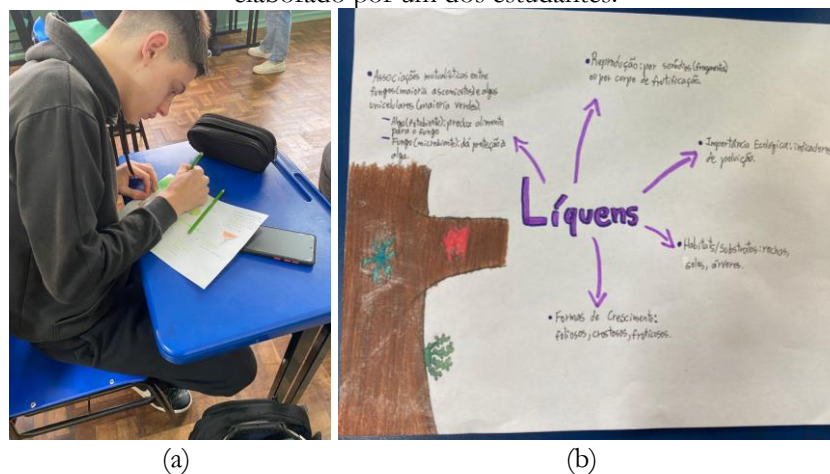 elaborado por um dos estudantes.
• Associações mutualísticas entre
fungos (maioria ascomicetos) e algas
unicelulares (maioria verdes)
– Alga (fotobionte): produz alimento
para o fungo
– Fungo (micobionte): dá proteção à
alga.
• Reprodução: por sorédios (fragmentos)
ou por corpo de frutificação.
• Importância Ecológica: indicadores
de poluição.
Líquens
• Habitats/substratos: rochas,
solos, árvores.
• Formas de Crescimento:
foliosos, crostosos, fruticosos.
(a)
(b)